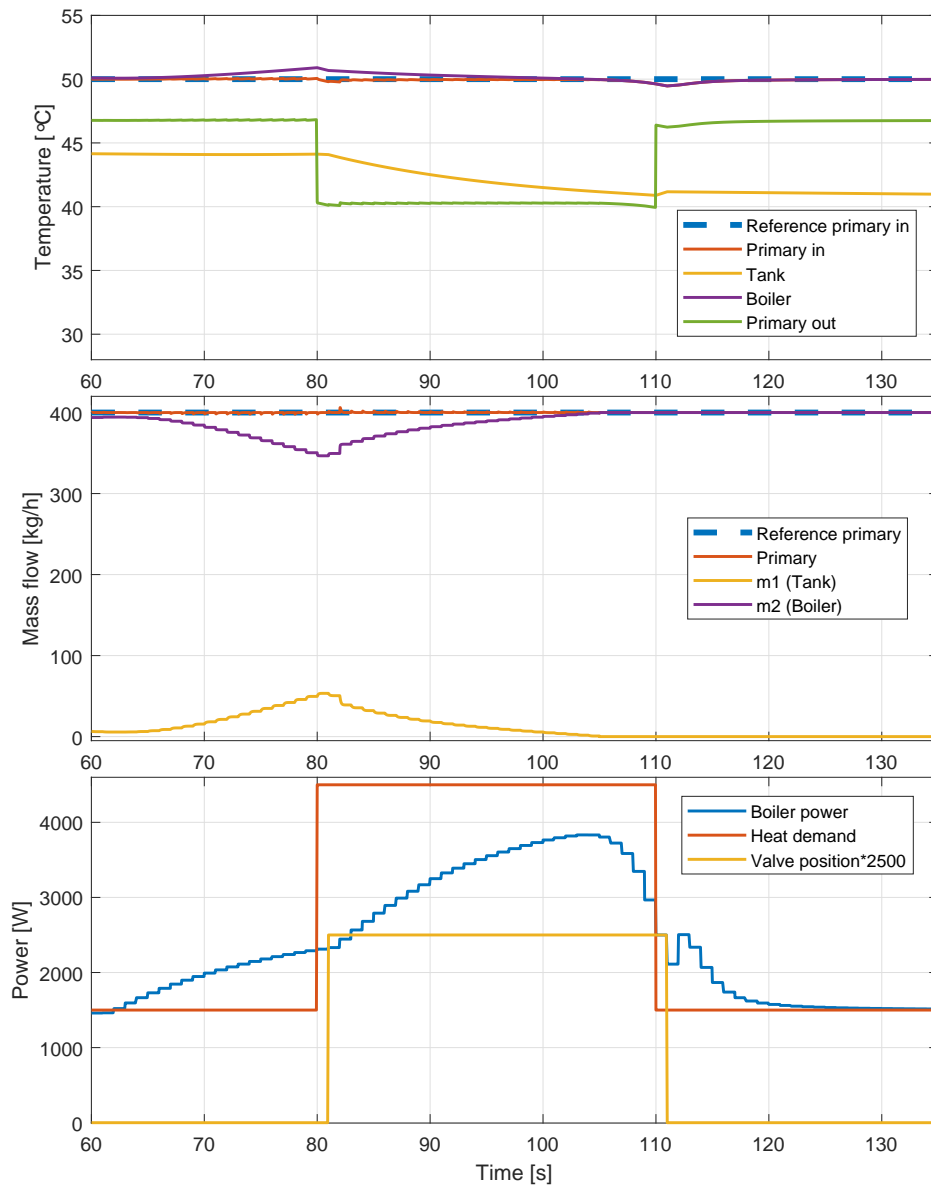 55
50
45
40
35
30
Temperature [°C]
Reference primary in
Primary in
Tank
Boiler
Primary out
60 70 80 90 100 110 120 130
400
300
200
100
0
Mass flow [kg/h]
Reference primary
Primary
m1 (Tank)
m2 (Boiler)
60 70 80 90 100 110 120 130
4000
3000
2000
1000
0
Power [W]
Boiler power
Heat demand
Valve position*2500
60 70 80 90 100 110 120 130
Time [s]